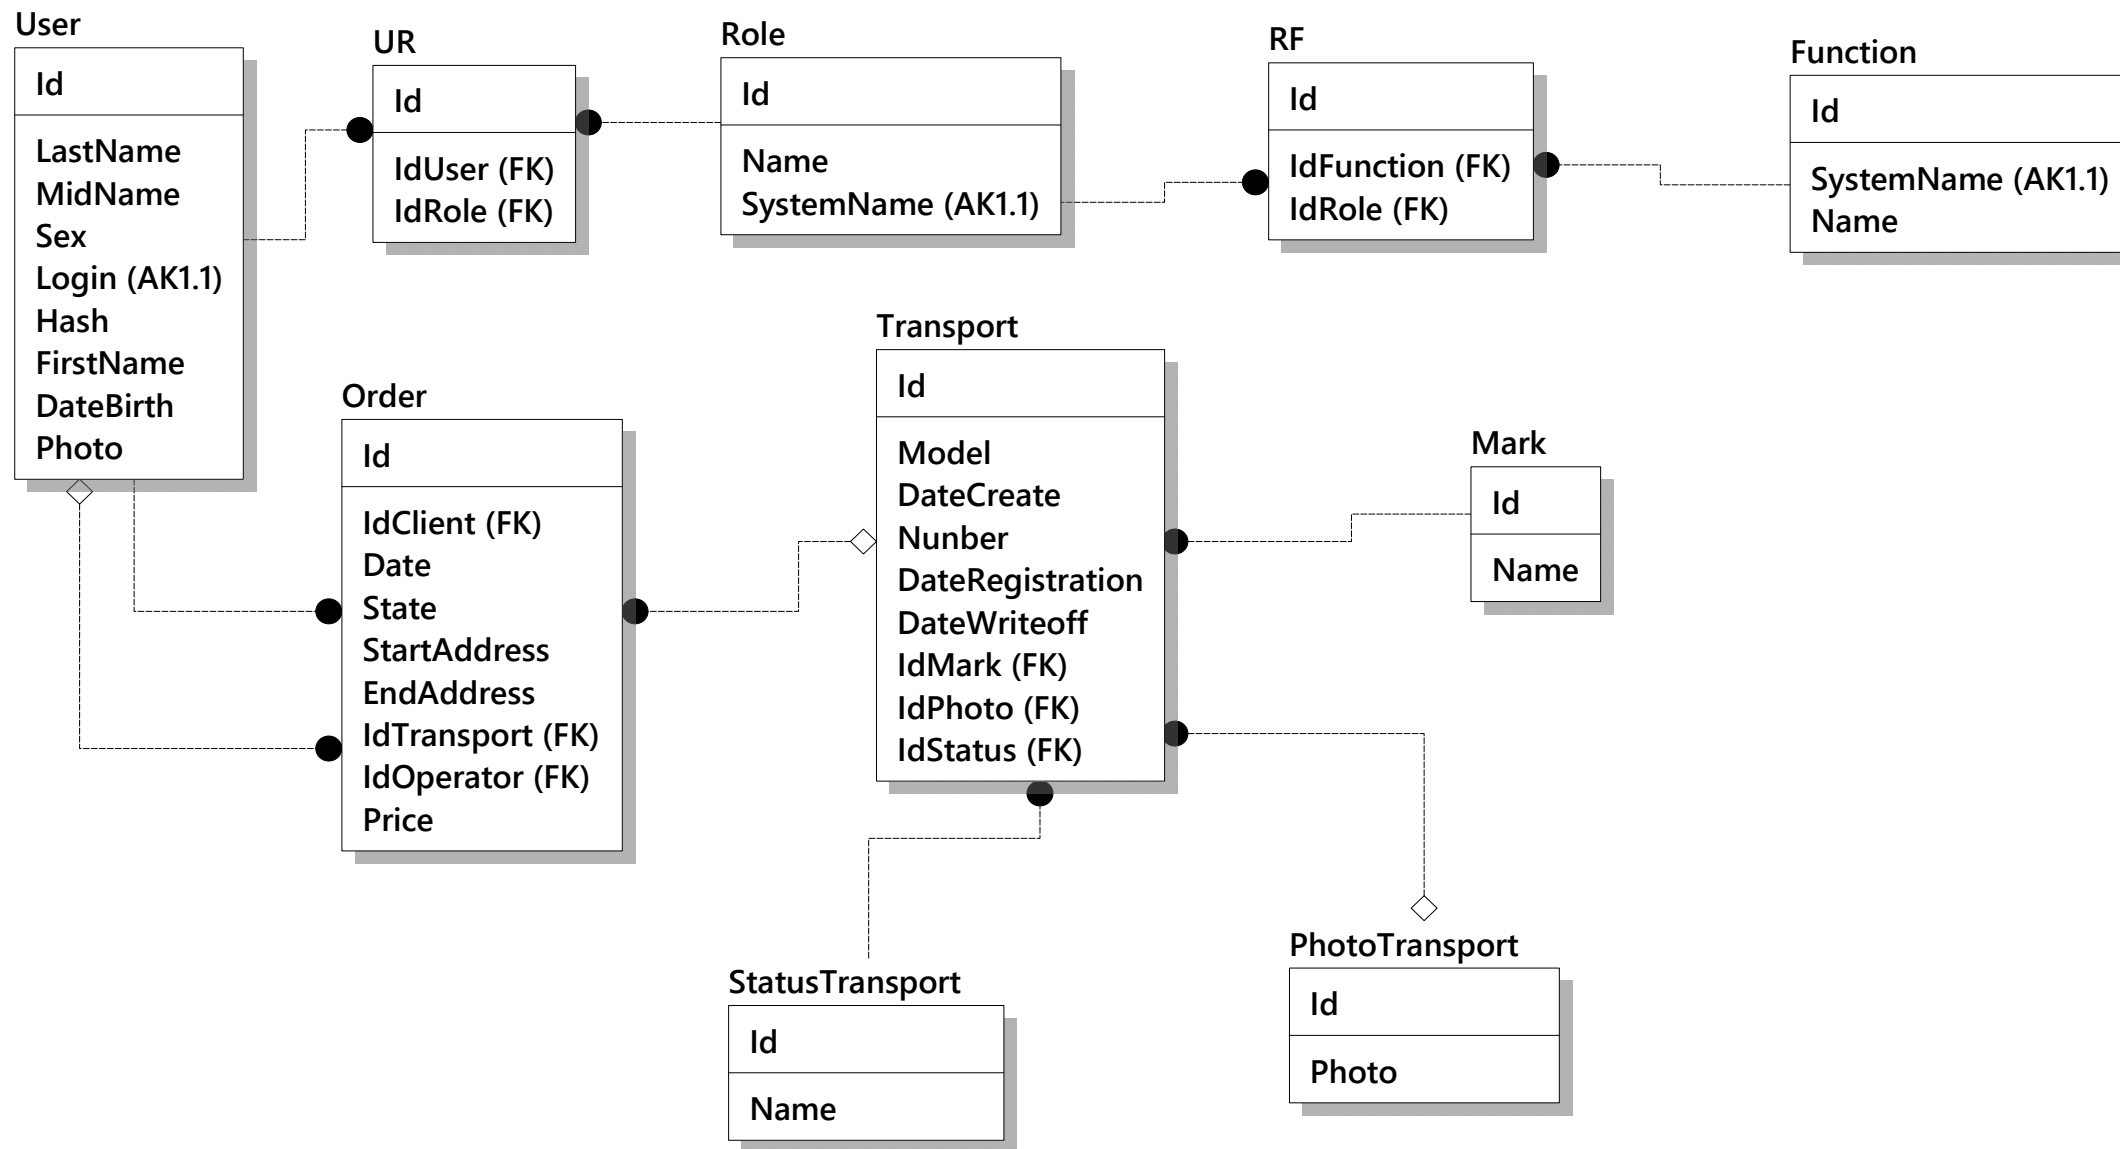 User
Id
LastName
MidName
Sex
Login (AK1.1)
Hash
FirstName
DateBirth
Photo
UR
Id
IdUser (FK)
IdRole (FK)
Role
Id
Name
SystemName (AK1.1)
RF
Id
IdFunction (FK)
IdRole (FK)
Function
Id
SystemName (AK1.1)
Name
Order
Id
IdClient (FK)
Date
State
StartAddress
EndAddress
IdTransport (FK)
IdOperator (FK)
Price
Transport
Id
Model
DateCreate
Nunber
DateRegistration
DateWriteoff
IdMark (FK)
IdPhoto (FK)
IdStatus (FK)
Mark
Id
Name
StatusTransport
Id
Name
PhotoTransport
Id
Photo